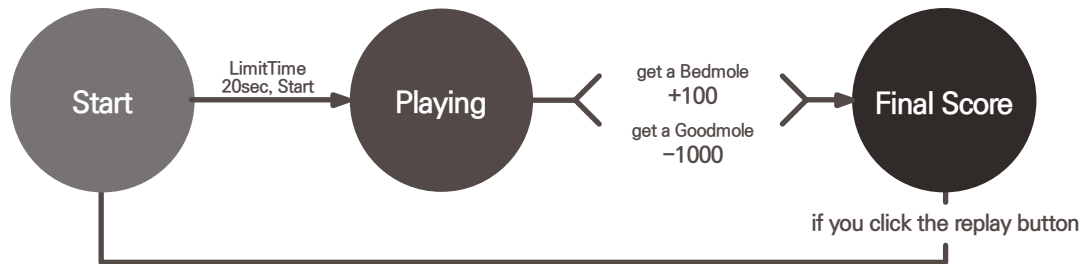 Start
LimitTime
20sec, Start
Playing
get a Bedmole
+100
get a Goodmole
−1000
Final Score
if you click the replay button